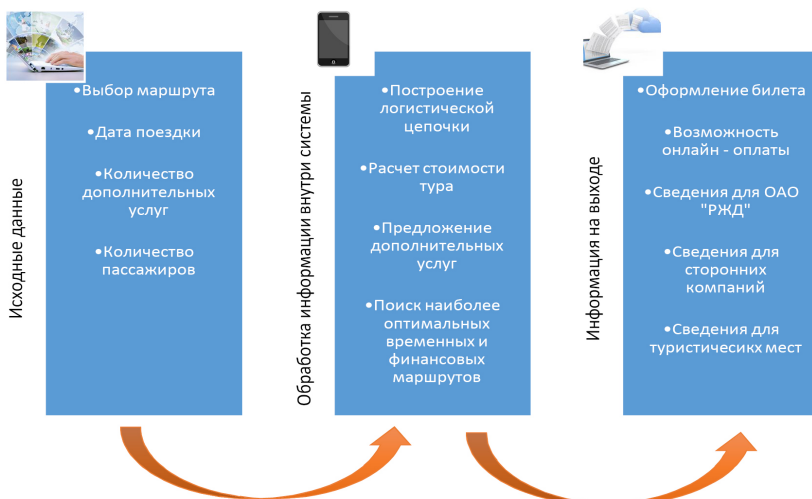 Исходные данные
•Выбор маршрута
•Дата поездки
•Количество
дополнительных
услуг
•Количество
пассажиров
Обработка информации внутри системы
•Построение
логистической
цепочки
•Расчет стоимости
тура
•Предложение
дополнительных
услуг
•Поиск наиболее
оптимальных
временных и
финансовых
маршрутов
Информация на выходе
•Оформление билета
•Возможность
онлайн - оплаты
•Сведения для ОАО
"РЖД"
•Сведения для
сторонних
компаний
•Сведения для
туристичесикх мест